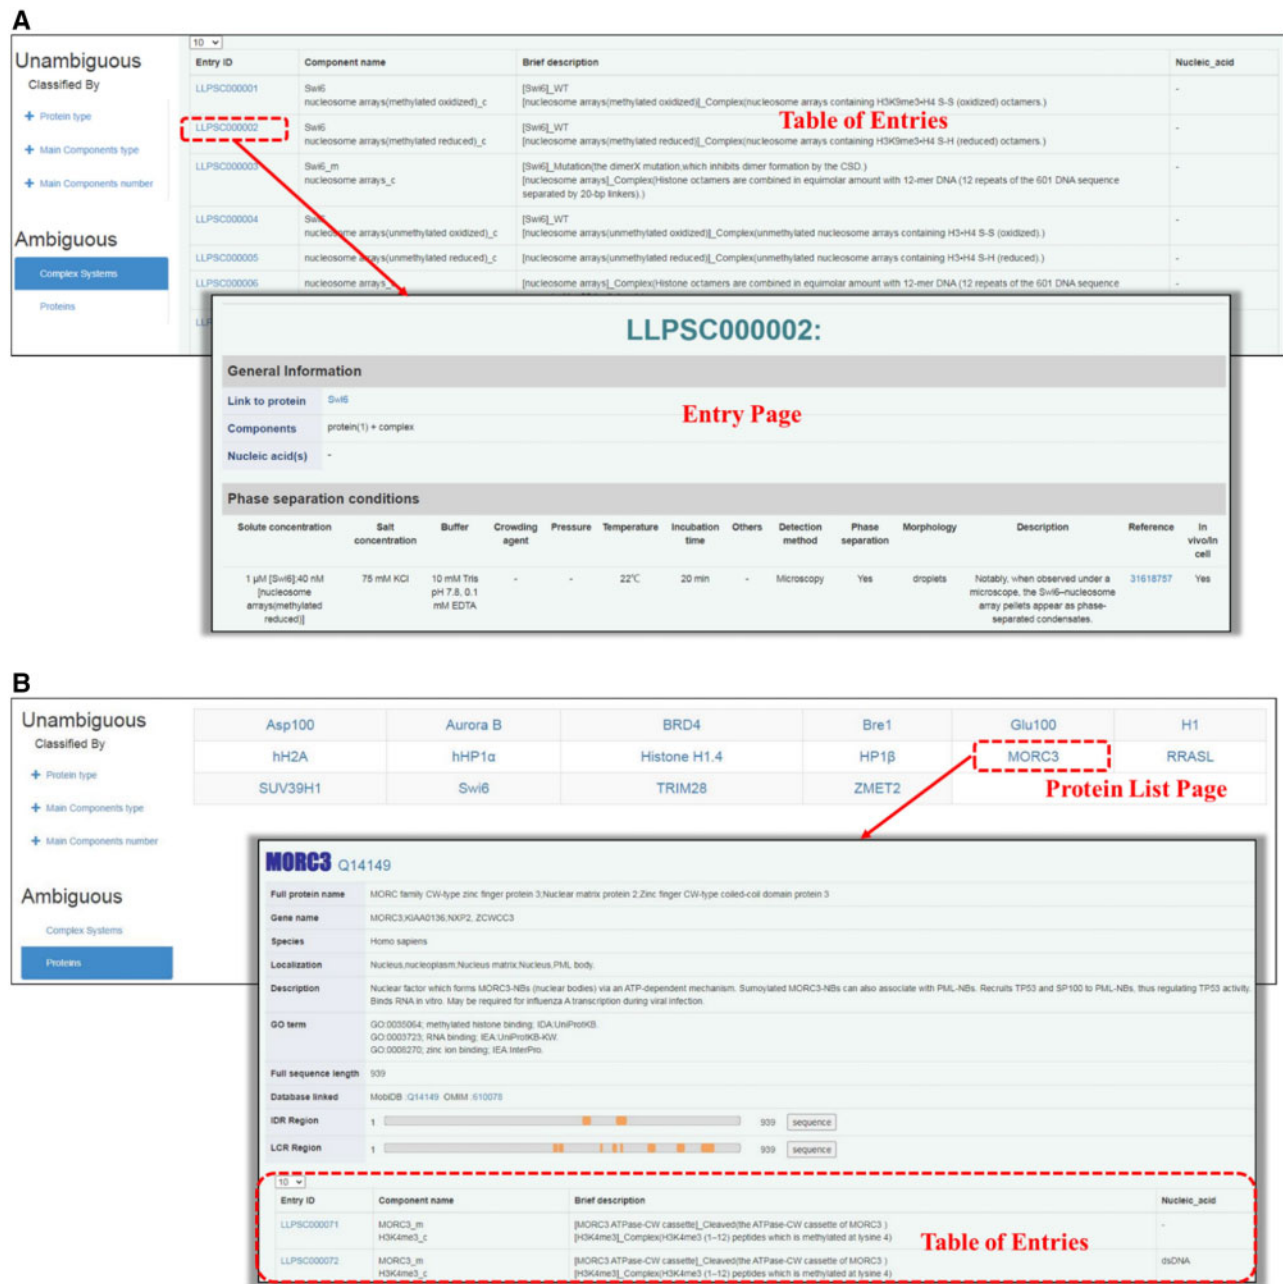 A
Unambiguous
Classified By
+ Protein type
+ Main Components type
+ Main Components number
Ambiguous
Complex Systems
Proteins
10
Entry ID Component name Brief description Nucleic_acid
LLPSC000001 Swi6 [Swi6]_WT -
nucleosome arrays(methylated oxidized)_c [nucleosome arrays(methylated oxidized)]_Complex(nucleosome arrays containing H3K9me3•H4 S-S (oxidized) octamers.)
Table of Entries
LLPSC000002 Swi6 [Swi6]_WT -
nucleosome arrays(methylated reduced)_c [nucleosome arrays(methylated reduced)]_Complex(nucleosome arrays containing H3K9me3•H4 S-H (reduced) octamers.)
LLPSC000003 Swi6_m [Swi6]_Mutation(the dimerX mutation,which inhibits dimer formation by the CSD.) -
nucleosome arrays_c [nucleosome arrays]_Complex(Histone octamers are combined in equimolar amount with 12-mer DNA (12 repeats of the 601 DNA sequence
separated by 20-bp linkers).)
LLPSC000004 Swi6 [Swi6]_WT -
nucleosome arrays(unmethylated oxidized)_c [nucleosome arrays(unmethylated oxidized)]_Complex(unmethylated nucleosome arrays containing H3•H4 S-S (oxidized).)
LLPSC000005 nucleosome arrays(unmethylated reduced)_c [nucleosome arrays(unmethylated reduced)]_Complex(unmethylated nucleosome arrays containing H3•H4 S-H (reduced).) -
LLPSC000006 nucleosome arrays_ [nucleosome arrays]_Complex(Histone octamers are combined in equimolar amount with 12-mer DNA (12 repeats of the 601 DNA sequence -
LLPSC000002:
General Information
Link to protein Swi6
Entry Page
Components protein(1) + complex
Nucleic acid(s) -
Phase separation conditions
Solute concentration Salt concentration Buffer Crowding agent Pressure Temperature Incubation time Others Detection method Phase separation Morphology Description Reference In vivo/In cell
1 μM [Swi6];40 nM 75 mM KCl 10 mM Tris - - 22℃ 20 min - Microscopy Yes droplets Notably, when observed under a 31618757 Yes
[nucleosome pH 7.8, 0.1 microscope, the Swi6–nucleosome
arrays(methylated mM EDTA array pellets appear as phase-
reduced)] separated condensates.
B
Unambiguous
Classified By
+ Protein type
+ Main Components type
+ Main Components number
Ambiguous
Complex Systems
Proteins
Asp100 Aurora B BRD4 Bre1 Glu100 H1
hH2A hHP1α Histone H1.4 HP1β MORC3 RRASL
SUV39H1 Swi6 TRIM28 ZMET2
Protein List Page
MORC3 Q14149
Full protein name MORC family CW-type zinc finger protein 3;Nuclear matrix protein 2;Zinc finger CW-type coiled-coil domain protein 3
Gene name MORC3;KIAA0136;NXP2, ZCWCC3
Species Homo sapiens
Localization Nucleus,nucleoplasm;Nucleus matrix;Nucleus,PML body.
Description Nuclear factor which forms MORC3-NBs (nuclear bodies) via an ATP-dependent mechanism. Sumoylated MORC3-NBs can also associate with PML-NBs. Recruits TP53 and SP100 to PML-NBs, thus regulating TP53 activity.
Binds RNA in vitro. May be required for influenza A transcription during viral infection.
GO term GO:0035064; methylated histone binding; IDA:UniProtKB.
GO:0003723; RNA binding; IEA:UniProtKB-KW.
GO:0008270; zinc ion binding; IEA:InterPro.
Full sequence length 939
Database linked MobiDB :Q14149 OMIM :610078
IDR Region 1 939 sequence
LCR Region 1 939 sequence
10
Entry ID Component name Brief description Nucleic_acid
LLPSC000071 MORC3_m [MORC3 ATPase-CW cassette]_Cleaved(the ATPase-CW cassette of MORC3 ) -
H3K4me3_c [H3K4me3]_Complex(H3K4me3 (1–12) peptides which is methylated at lysine 4)
Table of Entries
LLPSC000072 MORC3_m [MORC3 ATPase-CW cassette]_Cleaved(the ATPase-CW cassette of MORC3 ) dsDNA
H3K4me3_c [H3K4me3]_Complex(H3K4me3 (1–12) peptides which is methylated at lysine 4)